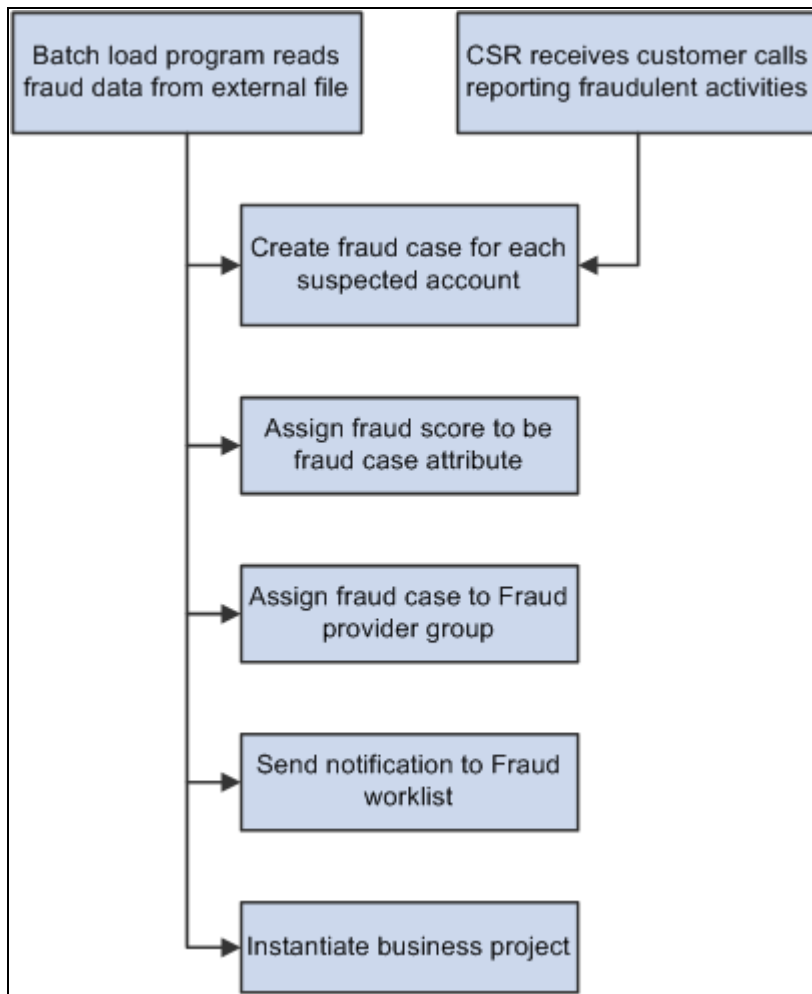 Batch load program reads
fraud data from external file
CSR receives customer calls
reporting fraudulent activities
Create fraud case for each
suspected account
Assign fraud score to be
fraud case attribute
Assign fraud case to Fraud
provider group
Send notification to Fraud
worklist
Instantiate business project